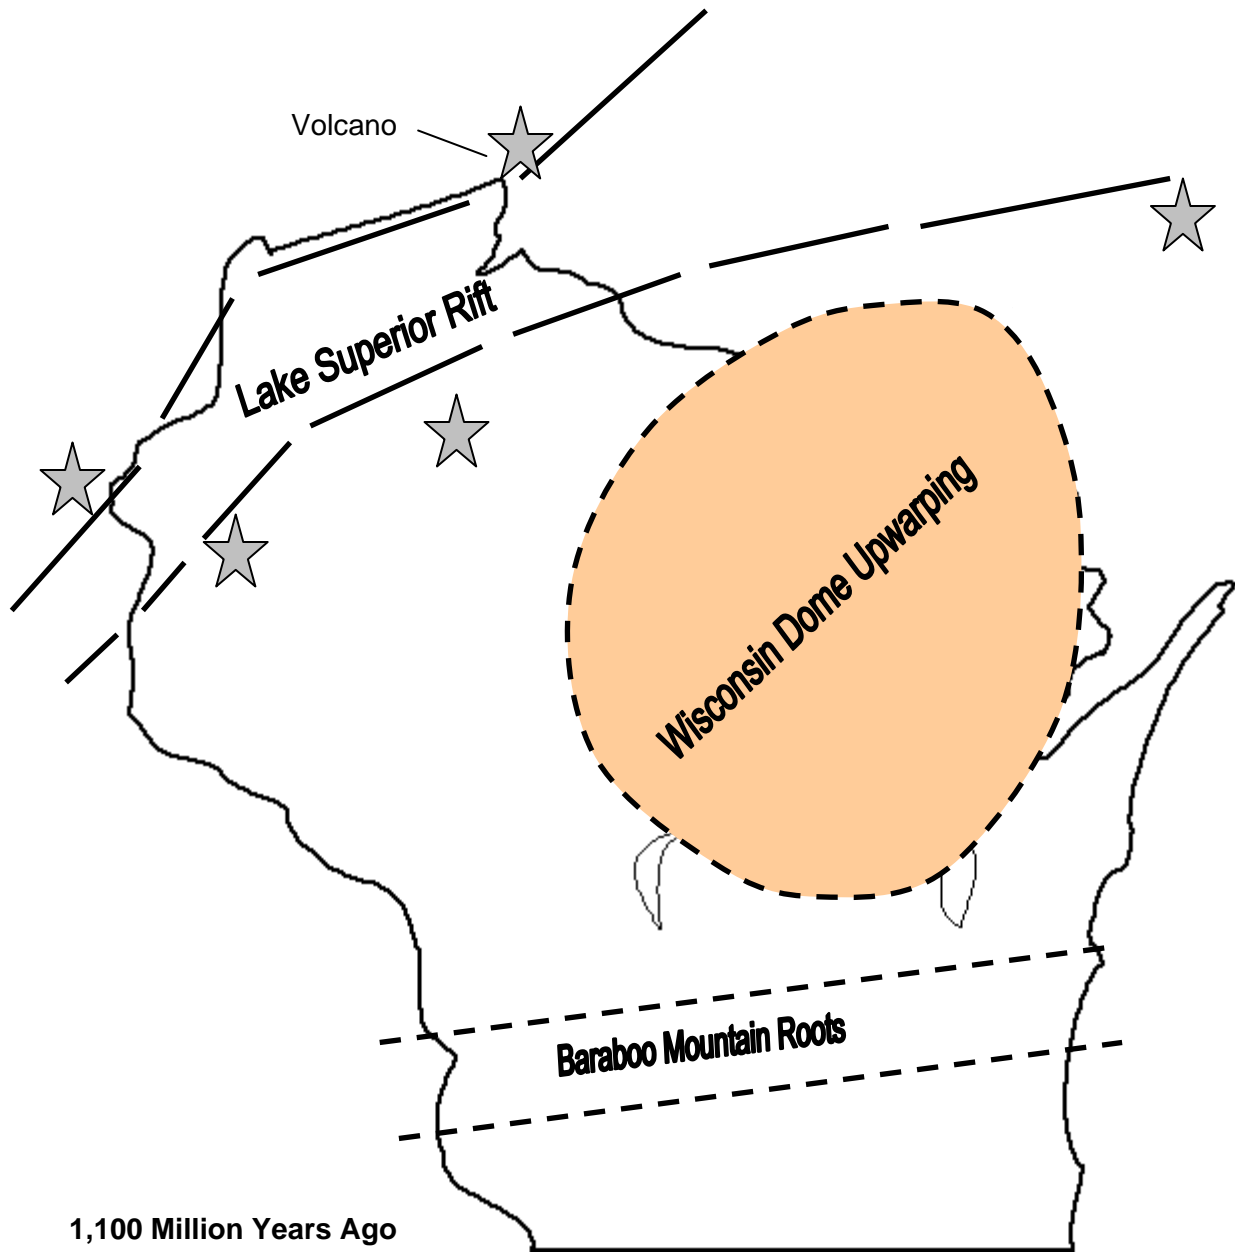 Volcano
Lake Superior Rift
Wisconsin Dome Upwarping
Baraboo Mountain Roots
1,100 Million Years Ago